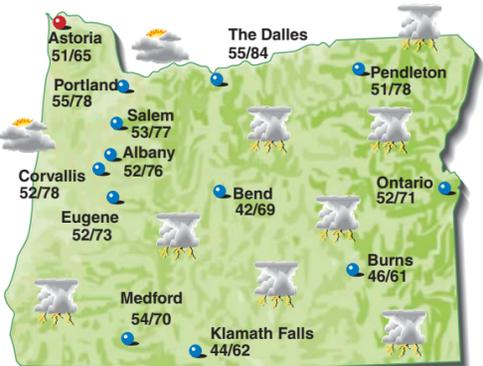 Astoria
51/65
The Dalles
55/84
Portland
55/78
Pendleton
51/78
Salem
53/77
Albany
52/76
Corvallis
52/78
Ontario
52/71
Bend
42/69
Eugene
52/73
Burns
46/61
Medford
54/70
Klamath Falls
44/62